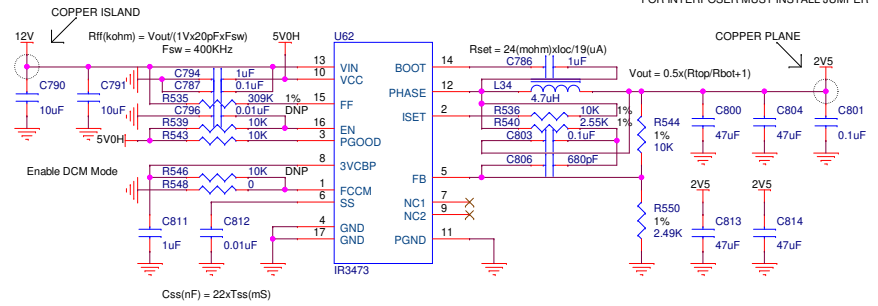 COPPER ISLAND
12V
Rff(kohm) = Vout/(1Vx20pFxFsw)
Fsw = 400KHz
5V0H
U62
Rset = 24(mohm)xIoc/19(uA)
COPPER PLANE
2V5
Vout = 0.5x(Rtop/Rbot+1)
C790
10uF
C791
10uF
C794 1uF
C787 0.1uF
R535 309K 1%
C796 0.01uF DNP
R539 10K
R543 10K
5V0H
13 VIN
10 VCC
15 FF
16 EN
3 PGOOD
8 3VCBP
1 FCCM
6 SS
4 GND
17 GND
BOOT 14
PHASE 12
ISET 2
FB 5
NC1 7
NC2 9
PGND 11
IR3473
C786 1uF
L34
4.7uH
R536 10K 1%
R540 2.55K 1%
C803 0.1uF
C806 680pF
R544
1%
10K
C800
47uF
C804
47uF
C801
0.1uF
R546 10K DNP
Enable DCM Mode
R548 0
C811
1uF
C812
0.01uF
R550
1%
2.49K
2V5
C813
47uF
2V5
C814
47uF
Css(nF) = 22xTss(mS)